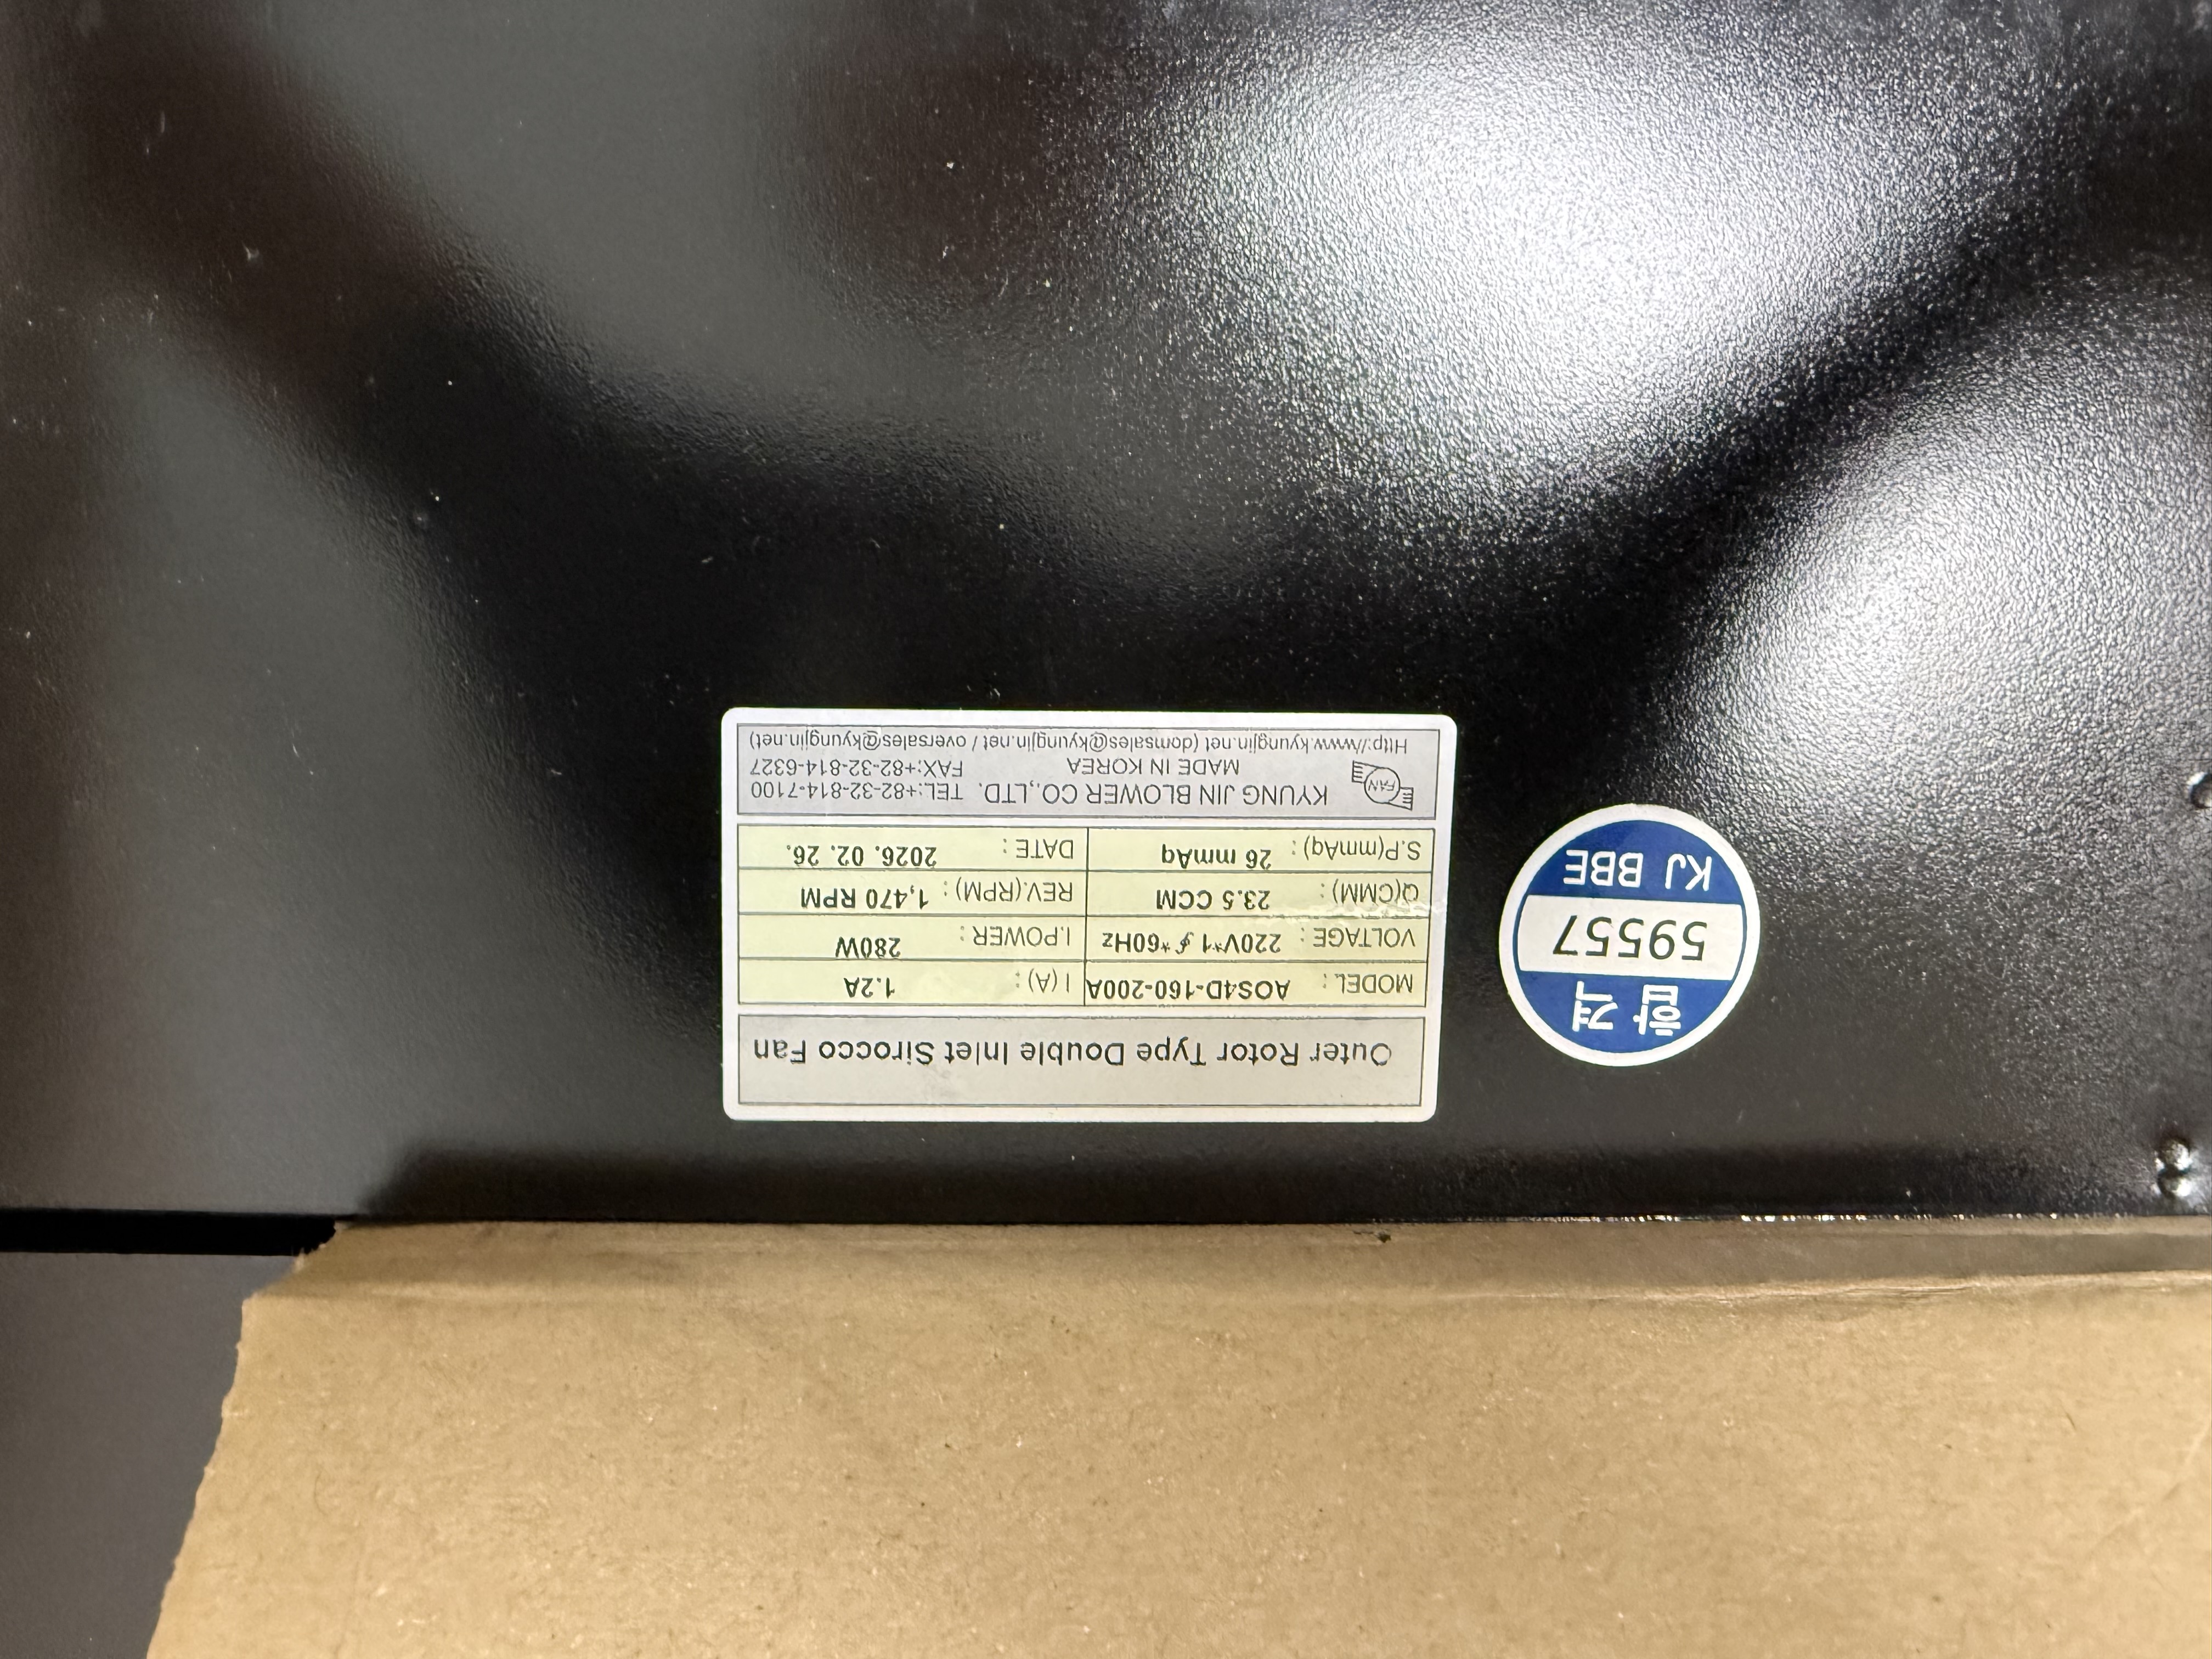 Outer Rotor Type Double Inlet Sirocco Fan
MODEL : AOS4D-160-200A I (A) : 1.2A
VOLTAGE : 220V*1∮*60Hz I.POWER : 280W
Q(CMM) : 23.5 CCM REV.(RPM) : 1,470 RPM
S.P(mmAq) : 26 mmAq DATE : 2026. 02. 26.
FAN
KYUNG JIN BLOWER CO.,LTD. TEL:+82-32-814-7100
MADE IN KOREA FAX:+82-32-814-6327
Http://www.kyungjin.net (domsales@kyungjin.net / oversales@kyungjin.net)
합격
59557
KJ BBE